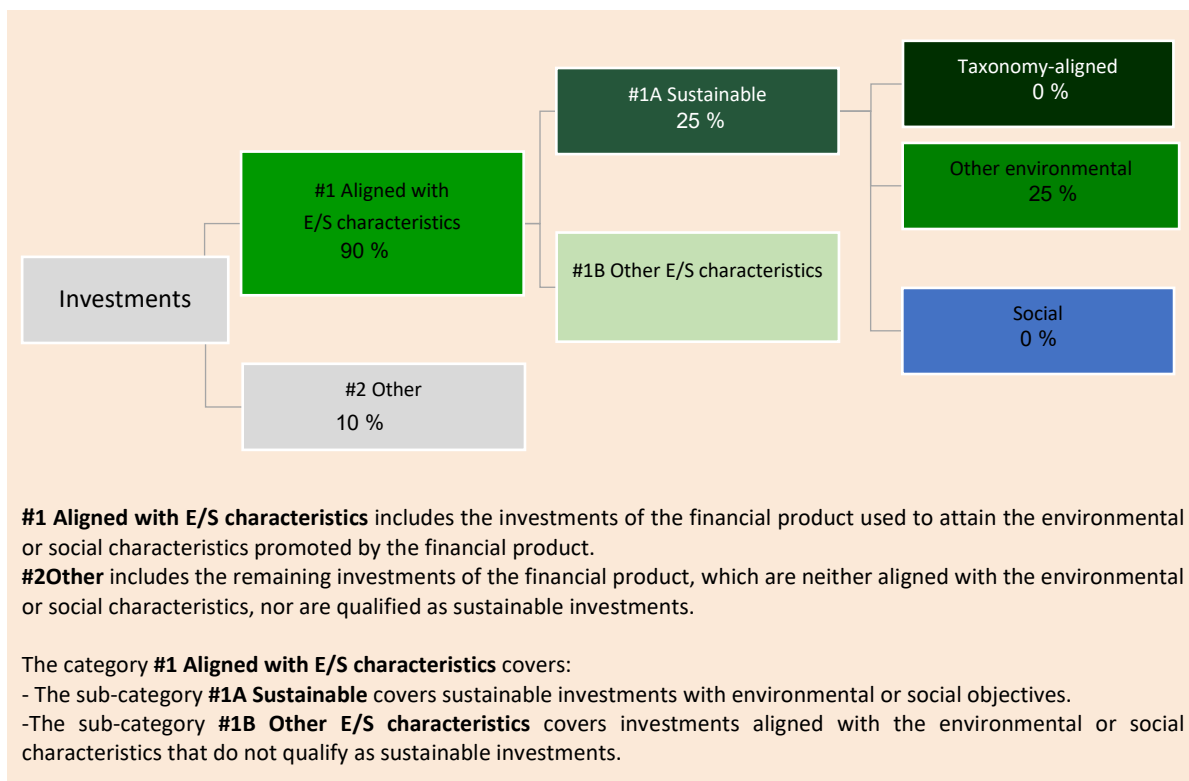 Investments
#1 Aligned with
E/S characteristics
90 %
#2 Other
10 %
#1A Sustainable
25 %
#1B Other E/S characteristics
Taxonomy-aligned
0 %
Other environmental
25 %
Social
0 %
#1 Aligned with E/S characteristics includes the investments of the financial product used to attain the environmental
or social characteristics promoted by the financial product.
#2Other includes the remaining investments of the financial product, which are neither aligned with the environmental
or social characteristics, nor are qualified as sustainable investments.
The category #1 Aligned with E/S characteristics covers:
- The sub-category #1A Sustainable covers sustainable investments with environmental or social objectives.
-The sub-category #1B Other E/S characteristics covers investments aligned with the environmental or social
characteristics that do not qualify as sustainable investments.